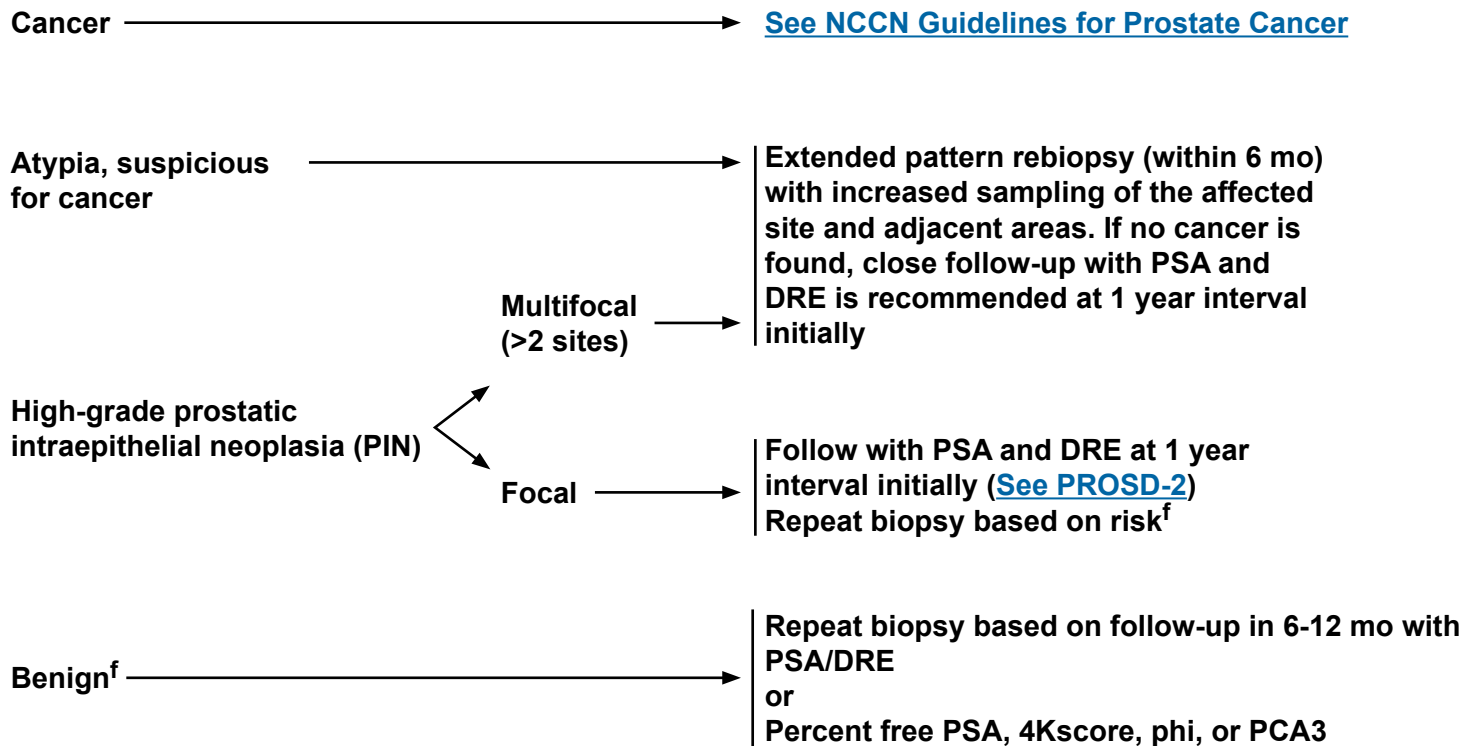 Cancer
See NCCN Guidelines for Prostate Cancer
Atypia, suspicious
for cancer
Extended pattern rebiopsy (within 6 mo)
with increased sampling of the affected
site and adjacent areas. If no cancer is
found, close follow-up with PSA and
DRE is recommended at 1 year interval
initially
Multifocal
(>2 sites)
High-grade prostatic
intraepithelial neoplasia (PIN)
Focal
Follow with PSA and DRE at 1 year
interval initially (See PROSD-2)
Repeat biopsy based on riskf
Benignf
Repeat biopsy based on follow-up in 6-12 mo with
PSA/DRE
or
Percent free PSA, 4Kscore, phi, or PCA3